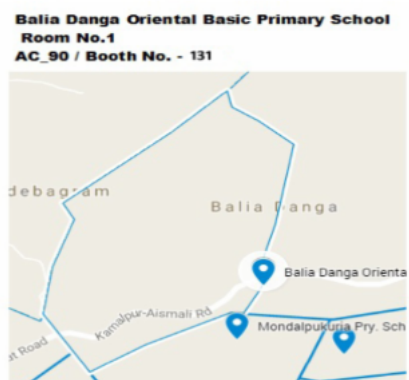 Balia Danga Oriental Basic Primary School
Room No.1
AC_90 / Booth No. - 131
debagram
Balia Danga
Balia Danga Orienta
Kamalpur-Aismali Rd
Mondalpukuria Pry. Sch
at Road